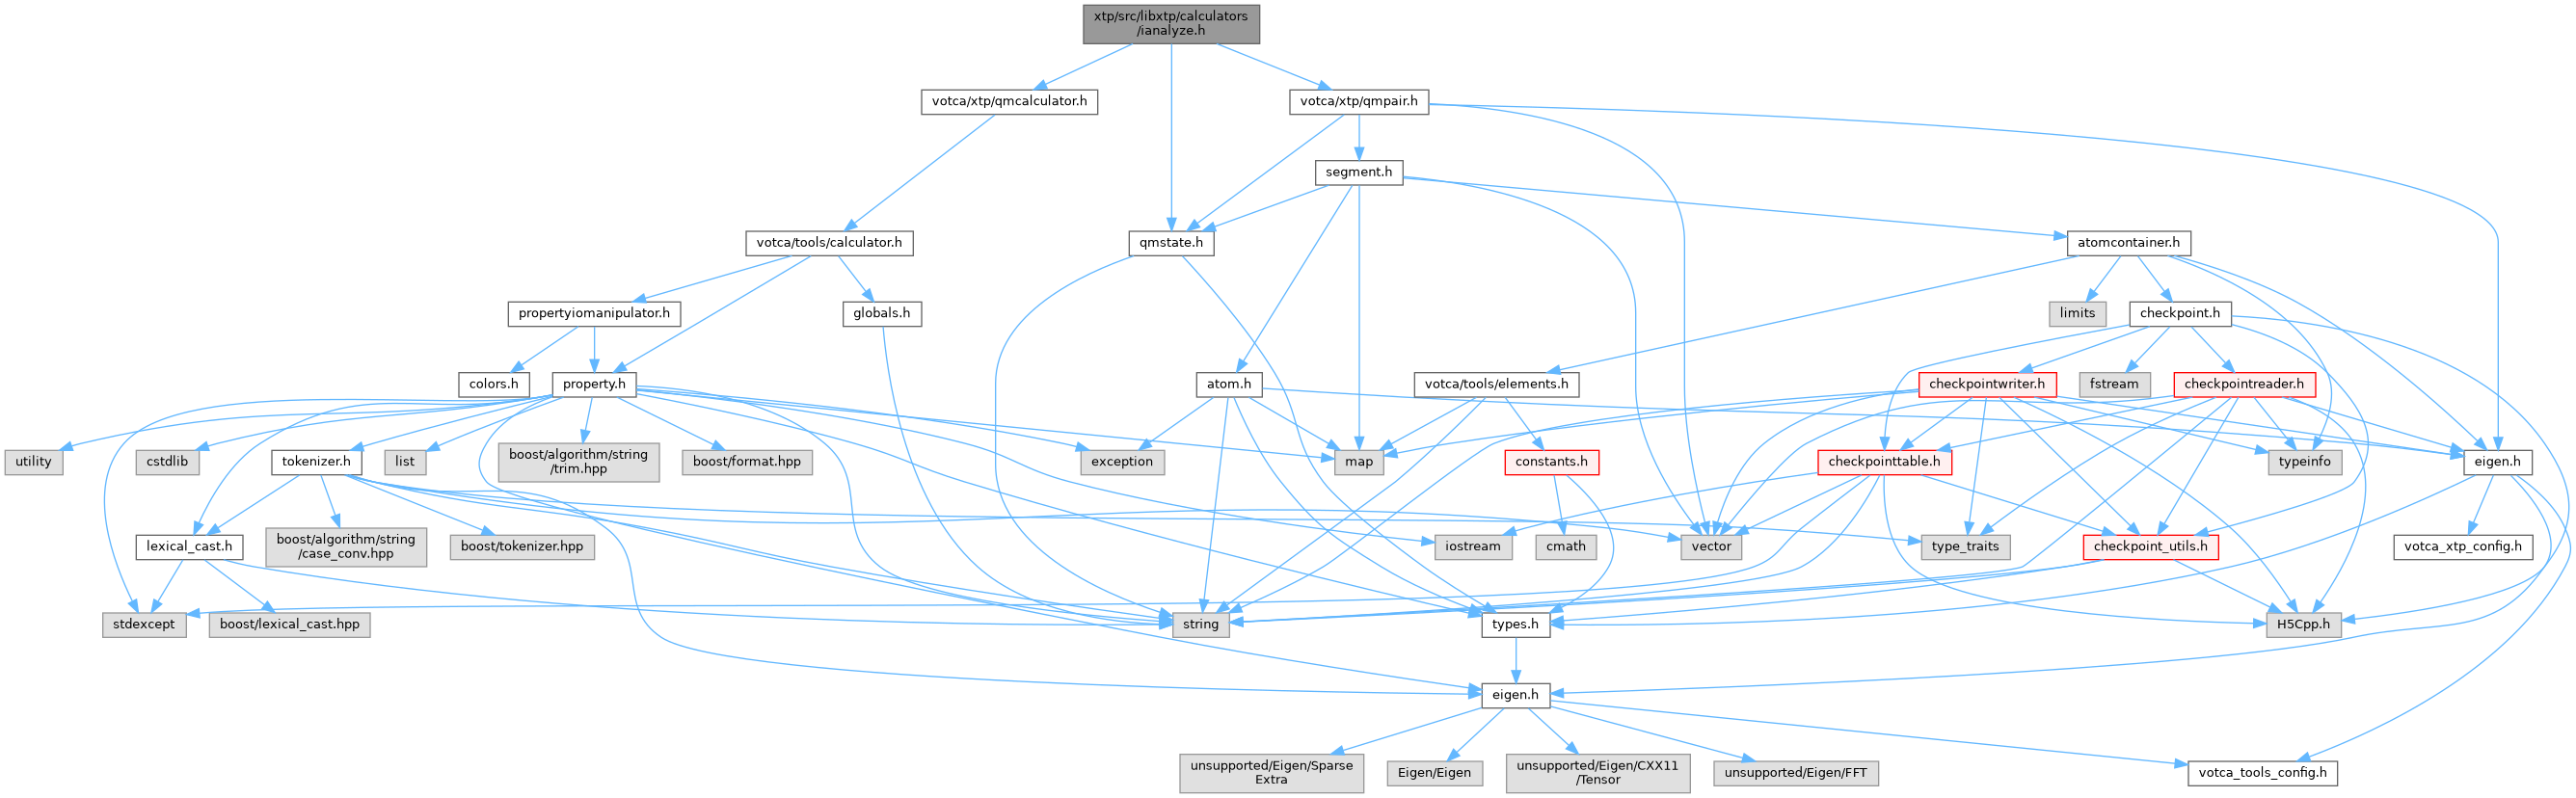 xtp/src/libxtp/calculators
/ianalyze.h
votca/xtp/qmcalculator.h
votca/xtp/qmpair.h
segment.h
votca/tools/calculator.h
qmstate.h
atomcontainer.h
propertyiomanipulator.h
globals.h
limits
checkpoint.h
colors.h
property.h
atom.h
votca/tools/elements.h
checkpointwriter.h
fstream
checkpointreader.h
utility
cstdlib
tokenizer.h
list
boost/algorithm/string
/trim.hpp
boost/format.hpp
exception
map
constants.h
checkpointtable.h
typeinfo
eigen.h
lexical_cast.h
boost/algorithm/string
/case_conv.hpp
boost/tokenizer.hpp
iostream
cmath
vector
type_traits
checkpoint_utils.h
votca_xtp_config.h
stdexcept
boost/lexical_cast.hpp
string
types.h
H5Cpp.h
eigen.h
unsupported/Eigen/Sparse
Extra
Eigen/Eigen
unsupported/Eigen/CXX11
/Tensor
unsupported/Eigen/FFT
votca_tools_config.h